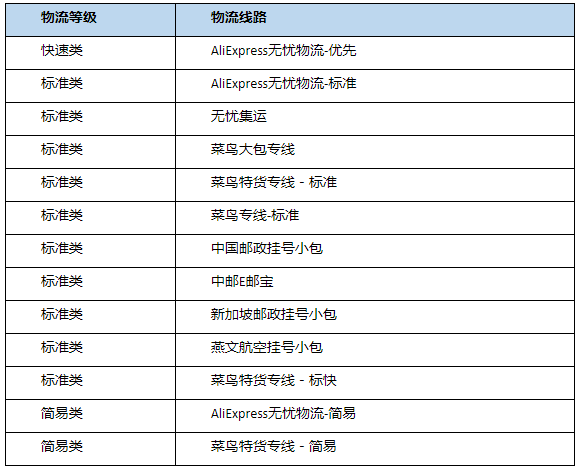 物流等级 物流线路
快速类 AliExpress无忧物流-优先
标准类 AliExpress无忧物流-标准
标准类 无忧集运
标准类 菜鸟大包专线
标准类 菜鸟特货专线－标准
标准类 菜鸟专线-标准
标准类 中国邮政挂号小包
标准类 中邮E邮宝
标准类 新加坡邮政挂号小包
标准类 燕文航空挂号小包
标准类 菜鸟特货专线－标快
简易类 AliExpress无忧物流-简易
简易类 菜鸟特货专线－简易